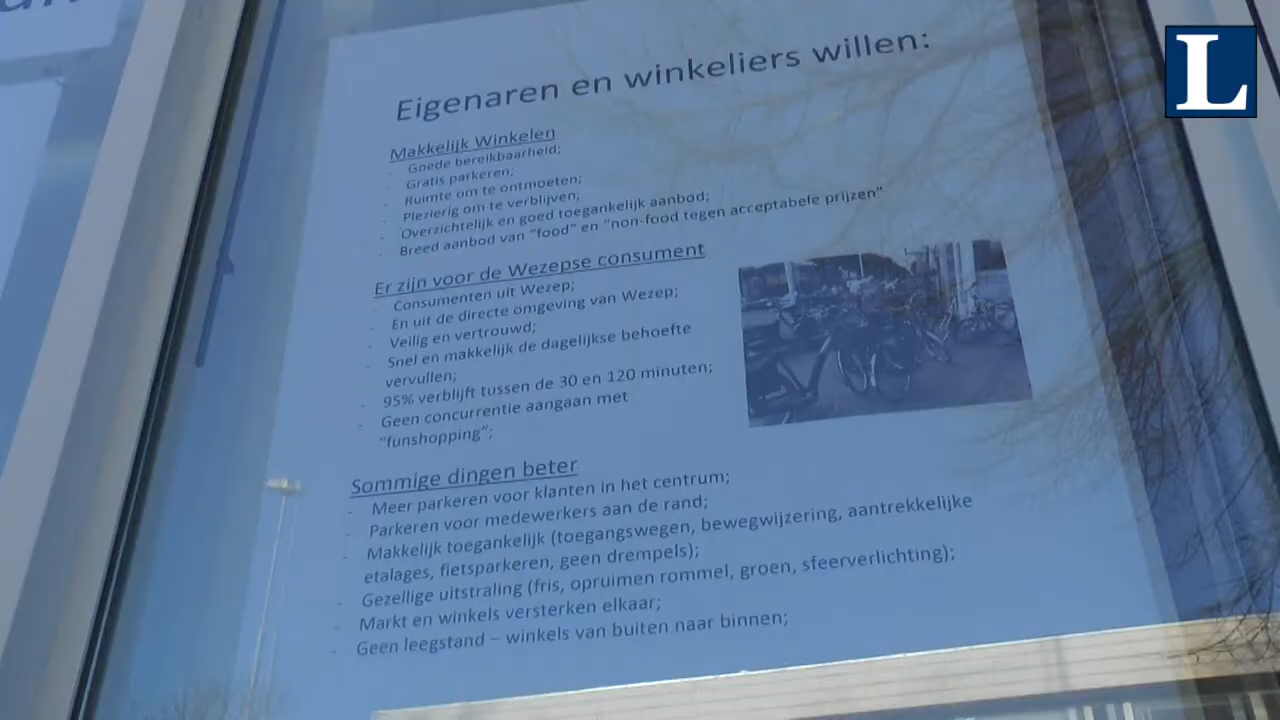 L
Eigenaren en winkeliers willen:
Makkelijk Winkelen
- Goede bereikbaarheid;
- Gratis parkeren;
- Ruimte om te ontmoeten;
- Plezierig om te verblijven;
- Overzichtelijk en goed toegankelijk aanbod;
- Breed aanbod van "food" en "non-food tegen acceptabele prijzen"
Er zijn voor de Wezepse consument
- Consumenten uit Wezep;
- En uit de directe omgeving van Wezep;
- Veilig en vertrouwd;
- Snel en makkelijk de dagelijkse behoefte
vervullen;
- 95% verblijft tussen de 30 en 120 minuten;
- Geen concurrentie aangaan met
"funshopping";
Sommige dingen beter
- Meer parkeren voor klanten in het centrum;
- Parkeren voor medewerkers aan de rand;
- Makkelijk toegankelijk (toegangswegen, bewegwijzering, aantrekkelijke
etalages, fietsparkeren, geen drempels);
- Gezellige uitstraling (fris, opruimen rommel, groen, sfeerverlichting);
- Markt en winkels versterken elkaar;
- Geen leegstand – winkels van buiten naar binnen;